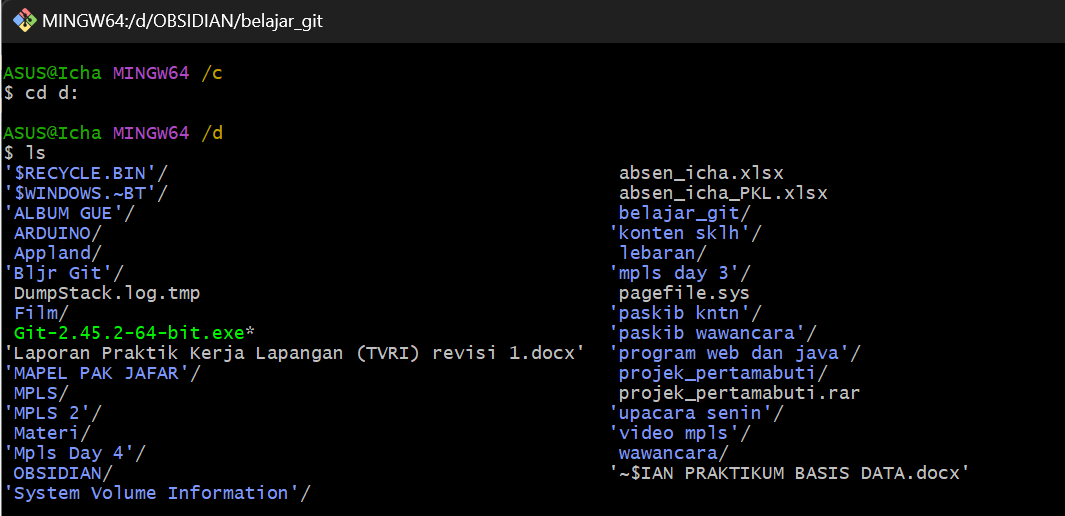 MINGW64:/d/OBSIDIAN/belajar_git
ASUS@Icha MINGW64 /c
$ cd d:
ASUS@Icha MINGW64 /d
$ ls
'$RECYCLE.BIN'/ absen_icha.xlsx
'$WINDOWS.~BT'/ absen_icha_PKL.xlsx
'ALBUM GUE'/ belajar_git/
ARDUINO/ 'konten sklh'/
Appland/ lebaran/
'Bljr Git'/ 'mpls day 3'/
DumpStack.log.tmp pagefile.sys
Film/ 'paskib kntn'/
Git-2.45.2-64-bit.exe* 'paskib wawancara'/
'Laporan Praktik Kerja Lapangan (TVRI) revisi 1.docx' 'program web dan java'/
'MAPEL PAK JAFAR'/ projek_pertamabuti/
MPLS/ projek_pertamabuti.rar
'MPLS 2'/ 'upacara senin'/
Materi/ 'video mpls'/
'Mpls Day 4'/ wawancara/
OBSIDIAN/ '~$IAN PRAKTIKUM BASIS DATA.docx'
'System Volume Information'/